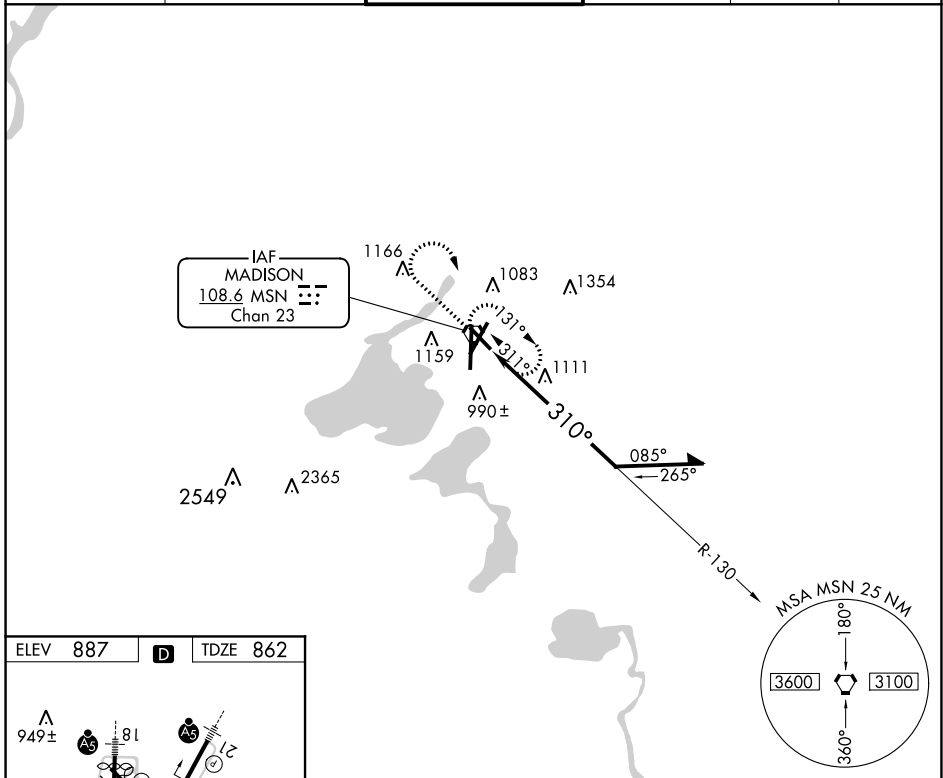 1166
1083
1354
IAF
MADISON
108.6 MSN
Chan 23
131°
311°
1159
1111
990±
310°
085°
265°
2549
2365
R-130
MSA MSN 25 NM
180°
3600
3100
360°
ELEV 887
D
TDZE 862
949±
A5
18
A5
21
P